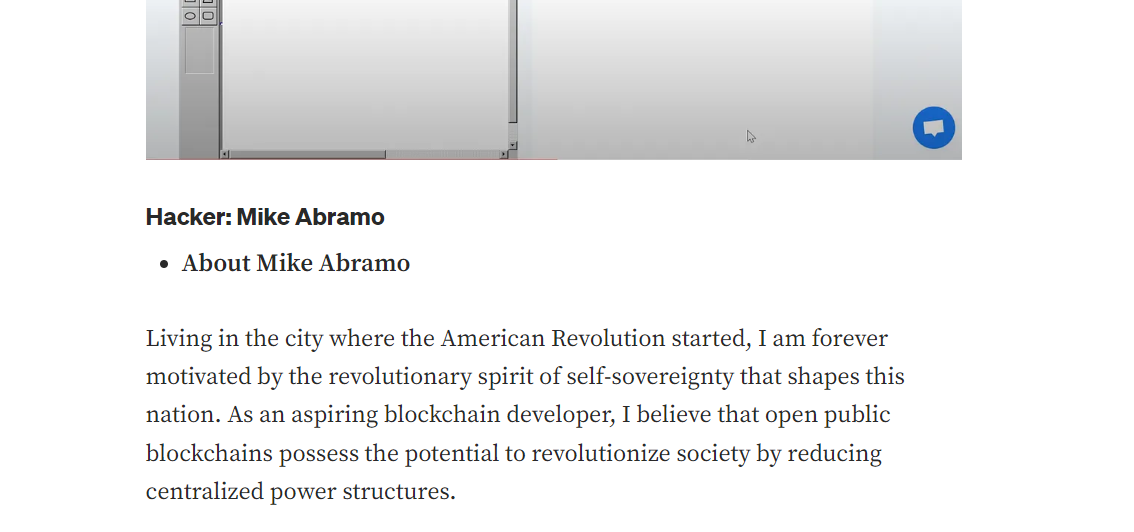 Hacker: Mike Abramo
• About Mike Abramo
Living in the city where the American Revolution started, I am forever
motivated by the revolutionary spirit of self-sovereignty that shapes this
nation. As an aspiring blockchain developer, I believe that open public
blockchains possess the potential to revolutionize society by reducing
centralized power structures.